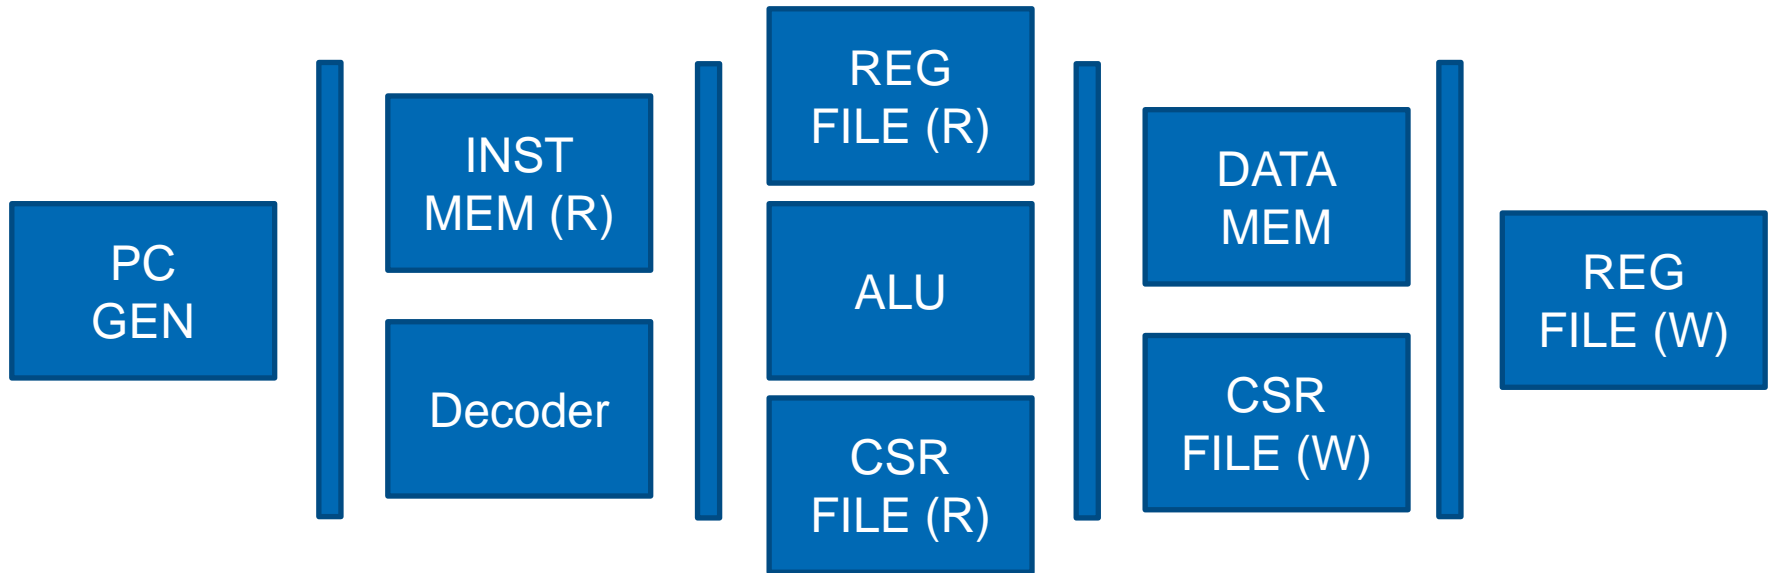 PC
GEN
INST
MEM (R)
Decoder
REG
FILE (R)
ALU
CSR
FILE (R)
DATA
MEM
CSR
FILE (W)
REG
FILE (W)